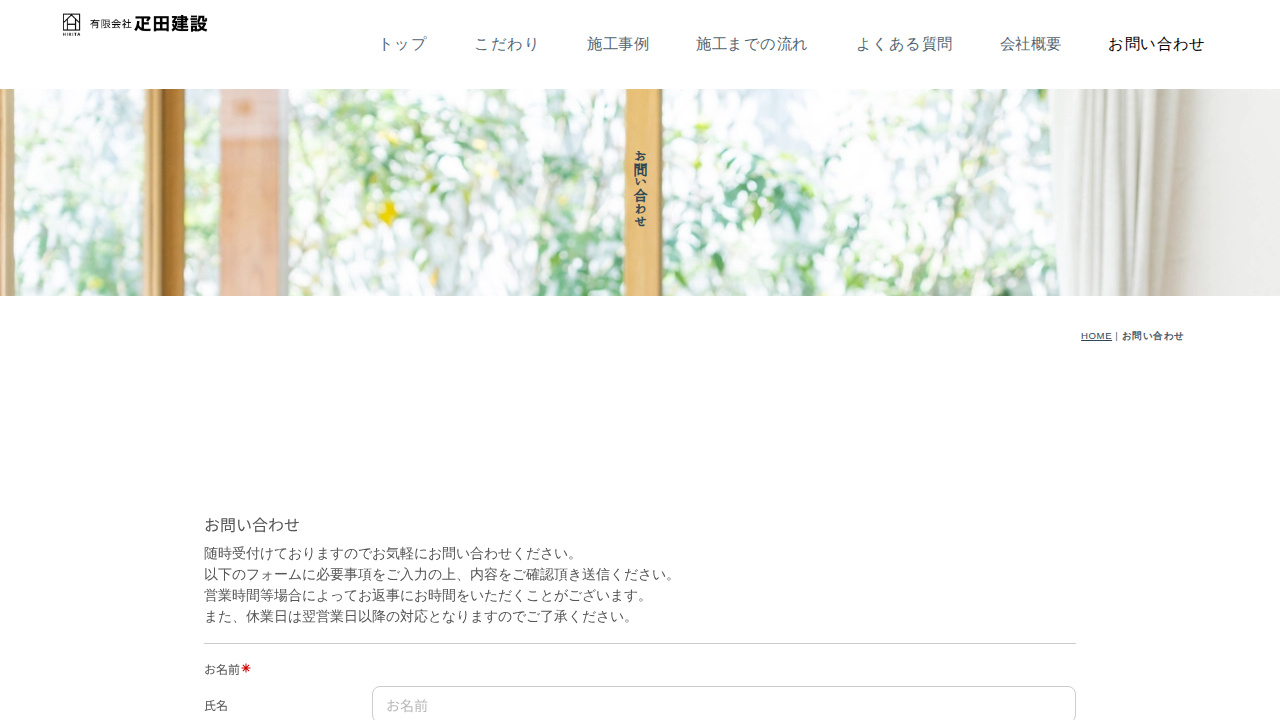 HIKITA
有限会社 疋田建設
トップ
こだわり
施工事例
施工までの流れ
よくある質問
会社概要
お問い合わせ
お問い合わせ
HOME | お問い合わせ
お問い合わせ
随時受付けておりますのでお気軽にお問い合わせください。
以下のフォームに必要事項をご入力の上、内容をご確認頂き送信ください。
営業時間等場合によってお返事にお時間をいただくことがございます。
また、休業日は翌営業日以降の対応となりますのでご了承ください。
お名前*
氏名
お名前